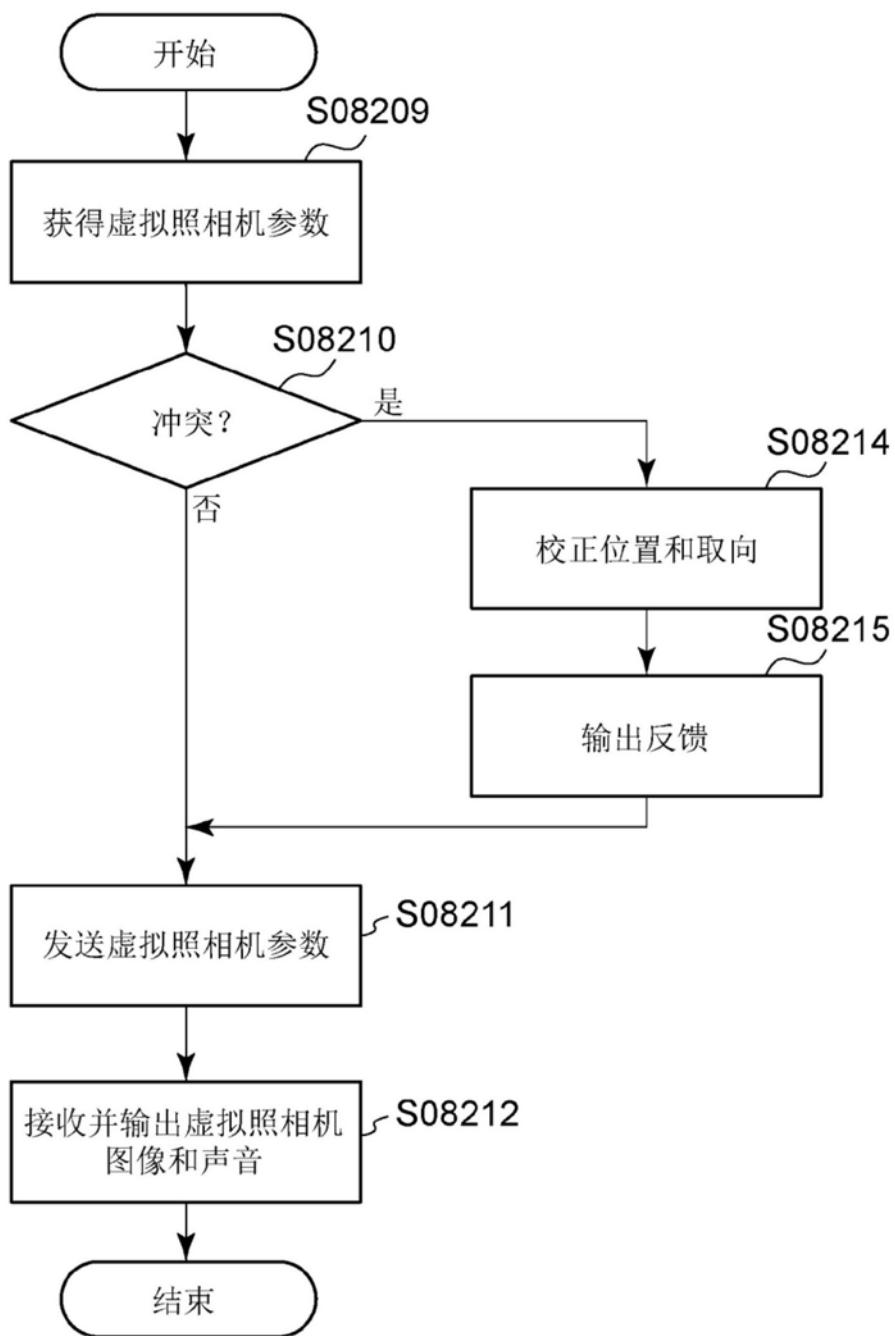 开始
S08209
获得虚拟照相机参数
S08210
冲突？
是
否
S08214
校正位置和取向
S08215
输出反馈
发送虚拟照相机参数
S08211
接收并输出虚拟照相机
图像和声音
S08212
结束